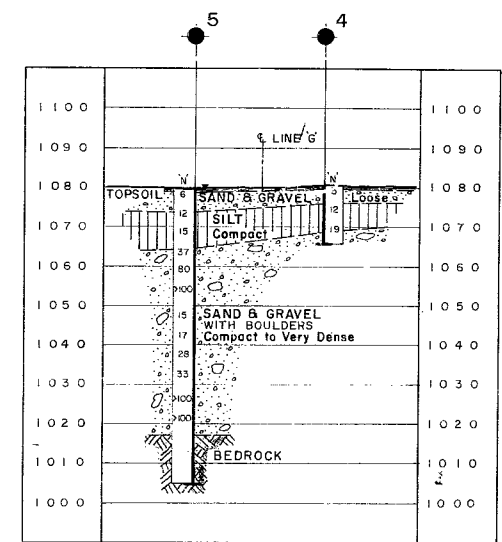 5 4
1100 1100
℄ LINE 'G'
1090 1090
'N' 'N'
1080 1080
TOPSOIL 6 SAND & GRAVEL Loose
12 SILT 12
1070 15 Compact 19 1070
37
1060 80 1060
>100
1050 1050
15 SAND & GRAVEL
WITH BOULDERS
17 Compact to Very Dense
1040 1040
28
33
1030 1030
>100
1020 >100 1020
BEDROCK
1010 1010
1000 1000